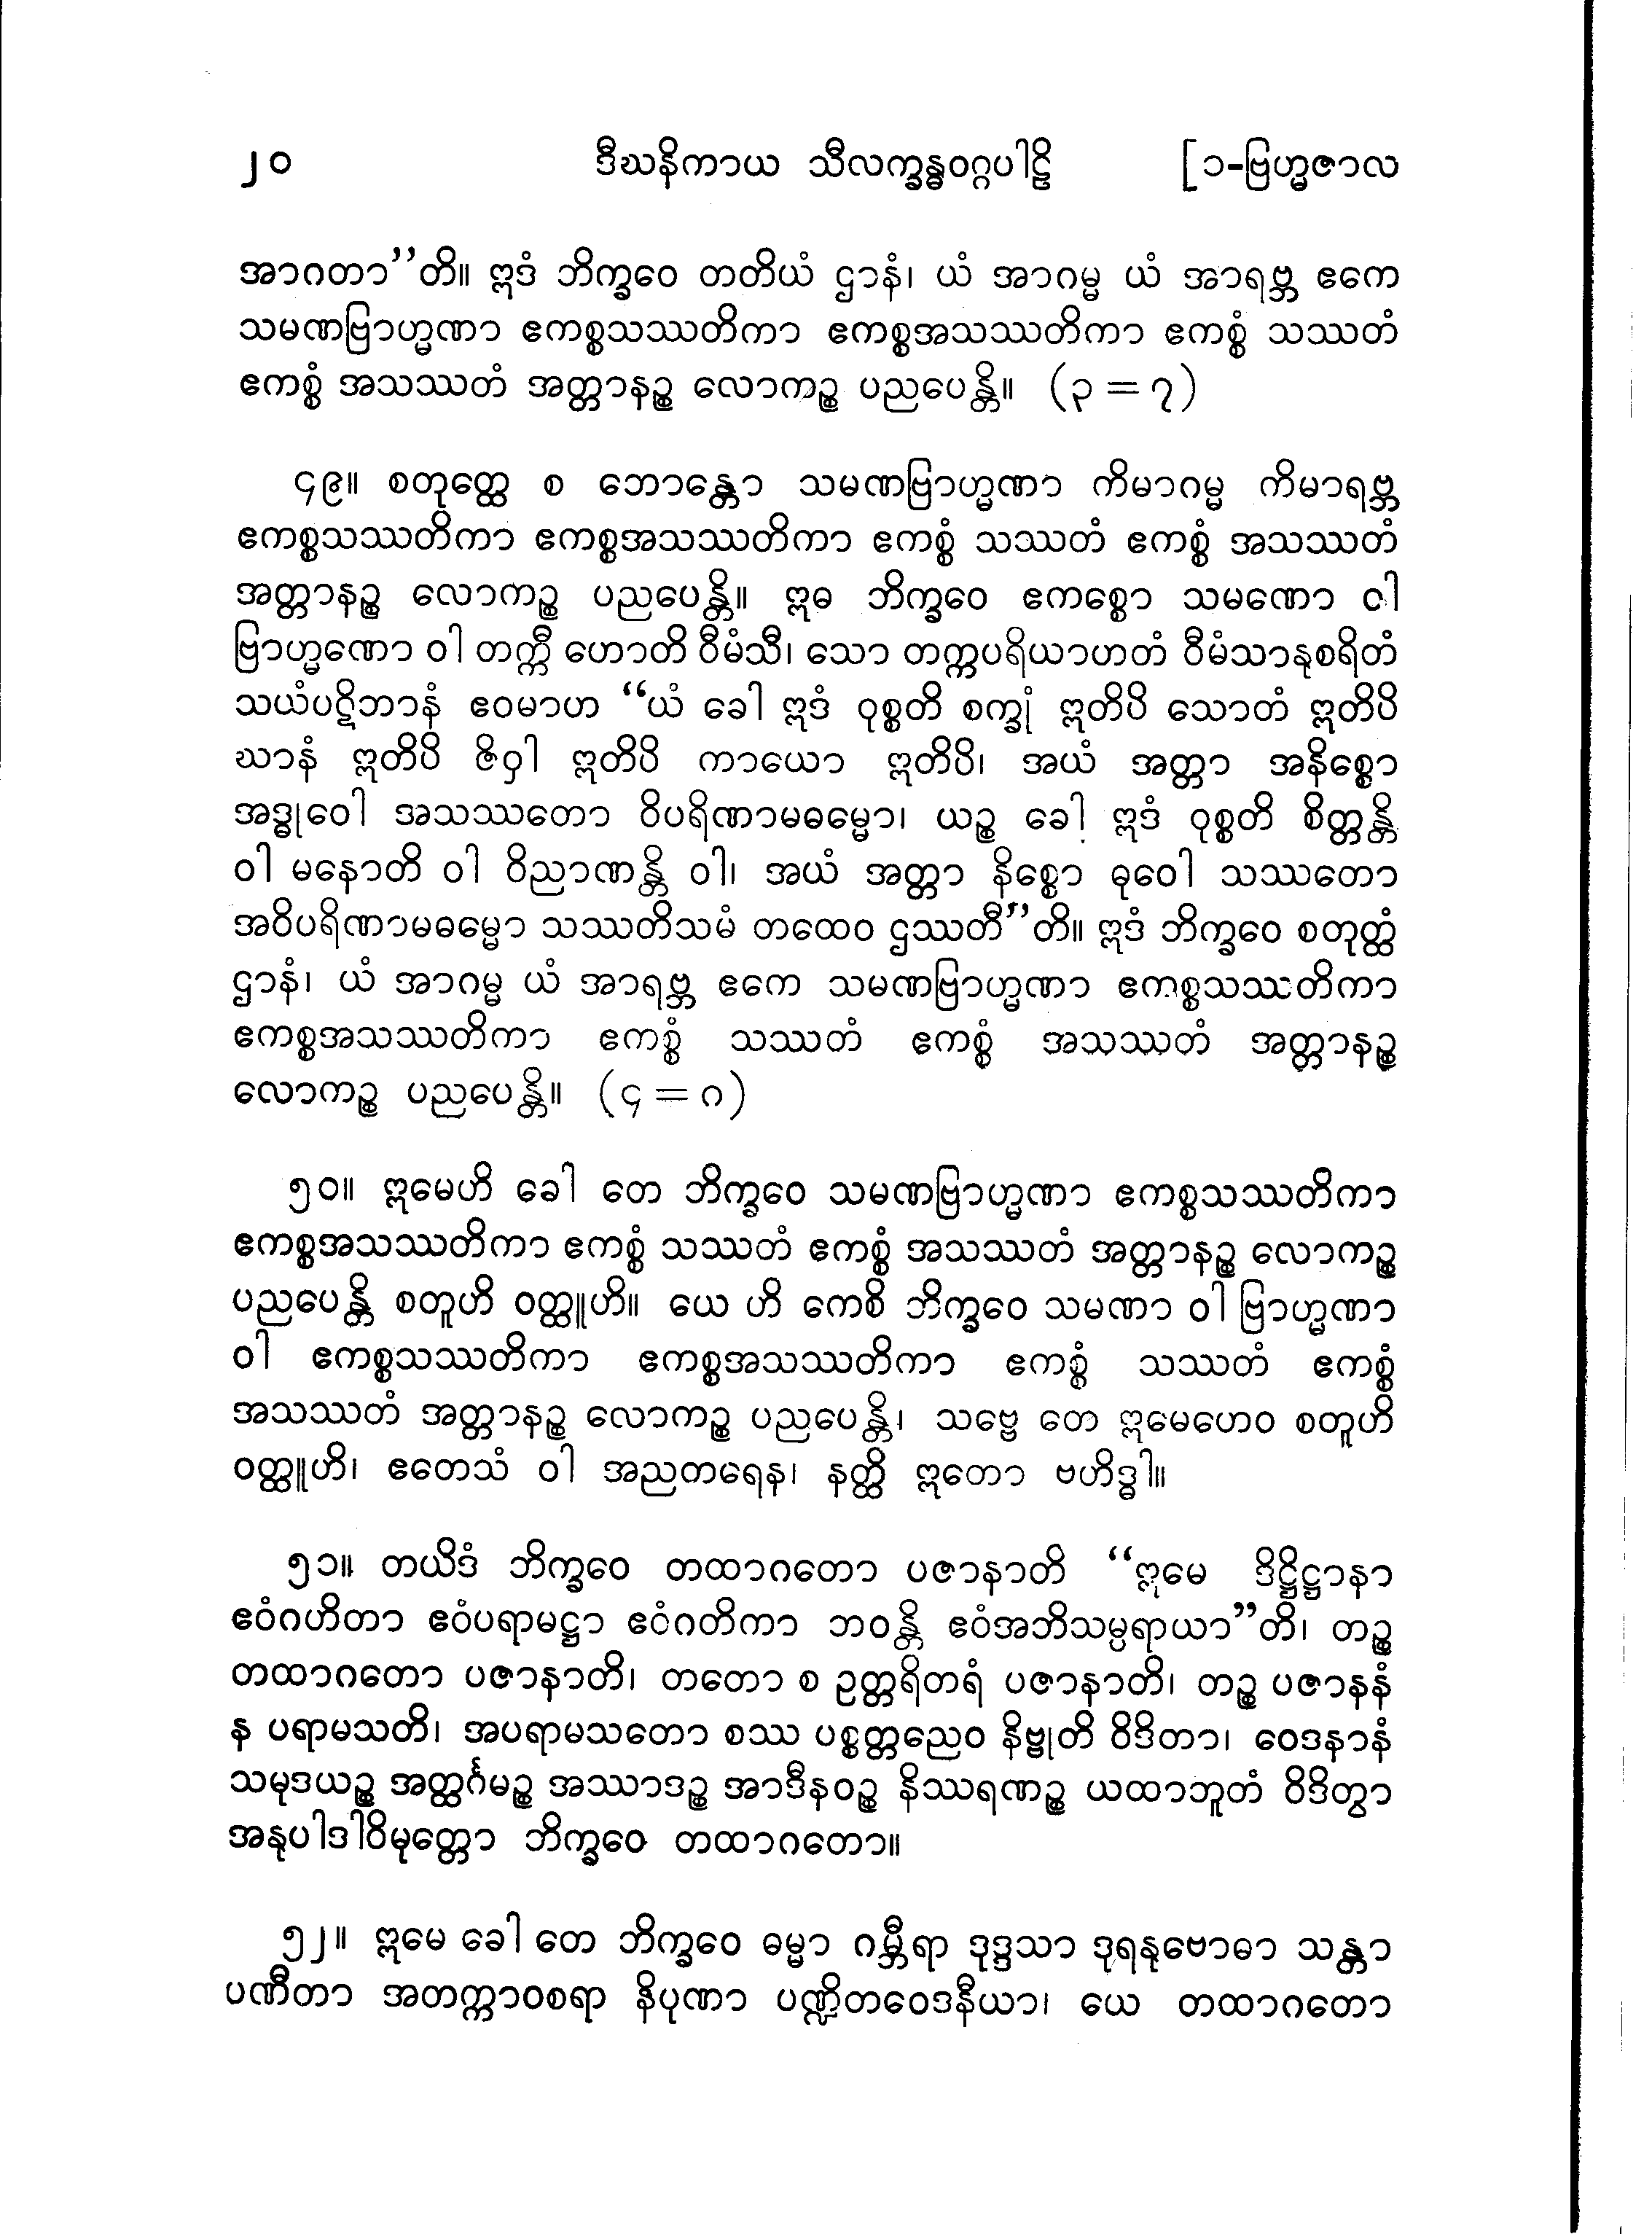 ၂၀ ဒီဃနိကာယ သီလက္ခန္ဓဝဂ္ဂပါဠိ [၁-ဗြဟ္မဇာလ
အာဂတာ”တိ။ ဣဒံ ဘိက္ခဝေ တတိယံ ဌာနံ၊ ယံ အာဂမ္မ ယံ အာရဗ္ဘ ဧကေ
သမဏဗြာဟ္မဏာ ဧကစ္စသဿတိကာ ဧကစ္စအသဿတိကာ ဧကစ္စံ သဿတံ
ဧကစ္စံ အသဿတံ အတ္တာနဉ္စ လောကဉ္စ ပညပေန္တိ။ (၃ = ၇)
၄၉။ စတုတ္ထေ စ ဘောန္တော သမဏဗြာဟ္မဏာ ကိမာဂမ္မ ကိမာရဗ္ဘ
ဧကစ္စသဿတိကာ ဧကစ္စအသဿတိကာ ဧကစ္စံ သဿတံ ဧကစ္စံ အသဿတံ
အတ္တာနဉ္စ လောကဉ္စ ပညပေန္တိ။ ဣဓ ဘိက္ခဝေ ဧကစ္စော သမဏော ဝါ
ဗြာဟ္မဏော ဝါ တက္ကီ ဟောတိ ဝီမံသီ၊ သော တက္ကပရိယာဟတံ ဝီမံသာနုစရိတံ
သယံပဋိဘာနံ ဧဝမာဟ “ယံ ခေါ ဣဒံ ဝုစ္စတိ စက္ခုံ ဣတိပိ သောတံ ဣတိပိ
ဃာနံ ဣတိပိ ဇိဝှါ ဣတိပိ ကာယော ဣတိပိ၊ အယံ အတ္တာ အနိစ္စော
အဒ္ဓုဝေါ အသဿတော ဝိပရိဏာမဓမ္မော၊ ယဉ္စ ခေါ ဣဒံ ဝုစ္စတိ စိတ္တန္တိ
ဝါ မနောတိ ဝါ ဝိညာဏန္တိ ဝါ၊ အယံ အတ္တာ နိစ္စော ဓုဝေါ သဿတော
အဝိပရိဏာမဓမ္မော သဿတိသမံ တထေဝ ဌဿတီ”တိ။ ဣဒံ ဘိက္ခဝေ စတုတ္ထံ
ဌာနံ၊ ယံ အာဂမ္မ ယံ အာရဗ္ဘ ဧကေ သမဏဗြာဟ္မဏာ ဧကစ္စသဿတိကာ
ဧကစ္စအသဿတိကာ ဧကစ္စံ သဿတံ ဧကစ္စံ အသဿတံ အတ္တာနဉ္စ
လောကဉ္စ ပညပေန္တိ။ (၄ = ၈)
၅၀။ ဣမေဟိ ခေါ တေ ဘိက္ခဝေ သမဏဗြာဟ္မဏာ ဧကစ္စသဿတိကာ
ဧကစ္စအသဿတိကာ ဧကစ္စံ သဿတံ ဧကစ္စံ အသဿတံ အတ္တာနဉ္စ လောကဉ္စ
ပညပေန္တိ စတူဟိ ဝတ္ထူဟိ။ ယေ ဟိ ကေစိ ဘိက္ခဝေ သမဏာ ဝါ ဗြာဟ္မဏာ
ဝါ ဧကစ္စသဿတိကာ ဧကစ္စအသဿတိကာ ဧကစ္စံ သဿတံ ဧကစ္စံ
အသဿတံ အတ္တာနဉ္စ လောကဉ္စ ပညပေန္တိ၊ သဗ္ဗေ တေ ဣမေဟေဝ စတူဟိ
ဝတ္ထူဟိ၊ ဧတေသံ ဝါ အညတရေန၊ နတ္ထိ ဣတော ဗဟိဒ္ဓါ။
၅၁။ တယိဒံ ဘိက္ခဝေ တထာဂတော ပဇာနာတိ “ဣမေ ဒိဋ္ဌိဋ္ဌာနာ
ဧဝံဂဟိတာ ဧဝံပရာမဋ္ဌာ ဧဝံဂတိကာ ဘဝန္တိ ဧဝံအဘိသမ္ပရာယာ”တိ၊ တဉ္စ
တထာဂတော ပဇာနာတိ၊ တတော စ ဥတ္တရိတရံ ပဇာနာတိ၊ တဉ္စ ပဇာနနံ
န ပရာမသတိ၊ အပရာမသတော စဿ ပစ္စတ္တညေဝ နိဗ္ဗုတိ ဝိဒိတာ၊ ဝေဒနာနံ
သမုဒယဉ္စ အတ္ထင်္ဂမဉ္စ အဿာဒဉ္စ အာဒီနဝဉ္စ နိဿရဏဉ္စ ယထာဘူတံ ဝိဒိတွာ
အနုပါဒါဝိမုတ္တော ဘိက္ခဝေ တထာဂတော။
၅၂။ ဣမေ ခေါ တေ ဘိက္ခဝေ ဓမ္မာ ဂမ္ဘီရာ ဒုဒ္ဒသာ ဒုရနုဗောဓာ သန္တာ
ပဏီတာ အတက္ကာဝစရာ နိပုဏာ ပဏ္ဍိတဝေဒနီယာ၊ ယေ တထာဂတော